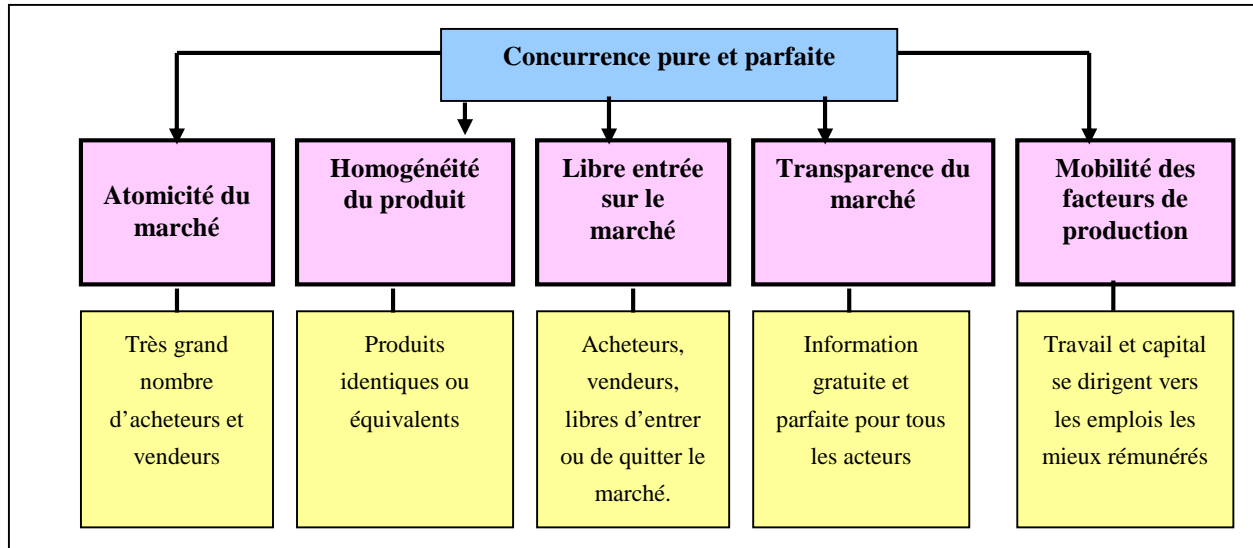 Concurrence pure et parfaite
Atomicité du
marché
Homogénéité
du produit
Libre entrée
sur le
marché
Transparence du
marché
Mobilité des
facteurs de
production
Très grand
nombre
d’acheteurs et
vendeurs
Produits
identiques ou
équivalents
Acheteurs,
vendeurs,
libres d’entrer
ou de quitter le
marché.
Information
gratuite et
parfaite pour tous
les acteurs
Travail et capital
se dirigent vers
les emplois les
mieux rémunérés